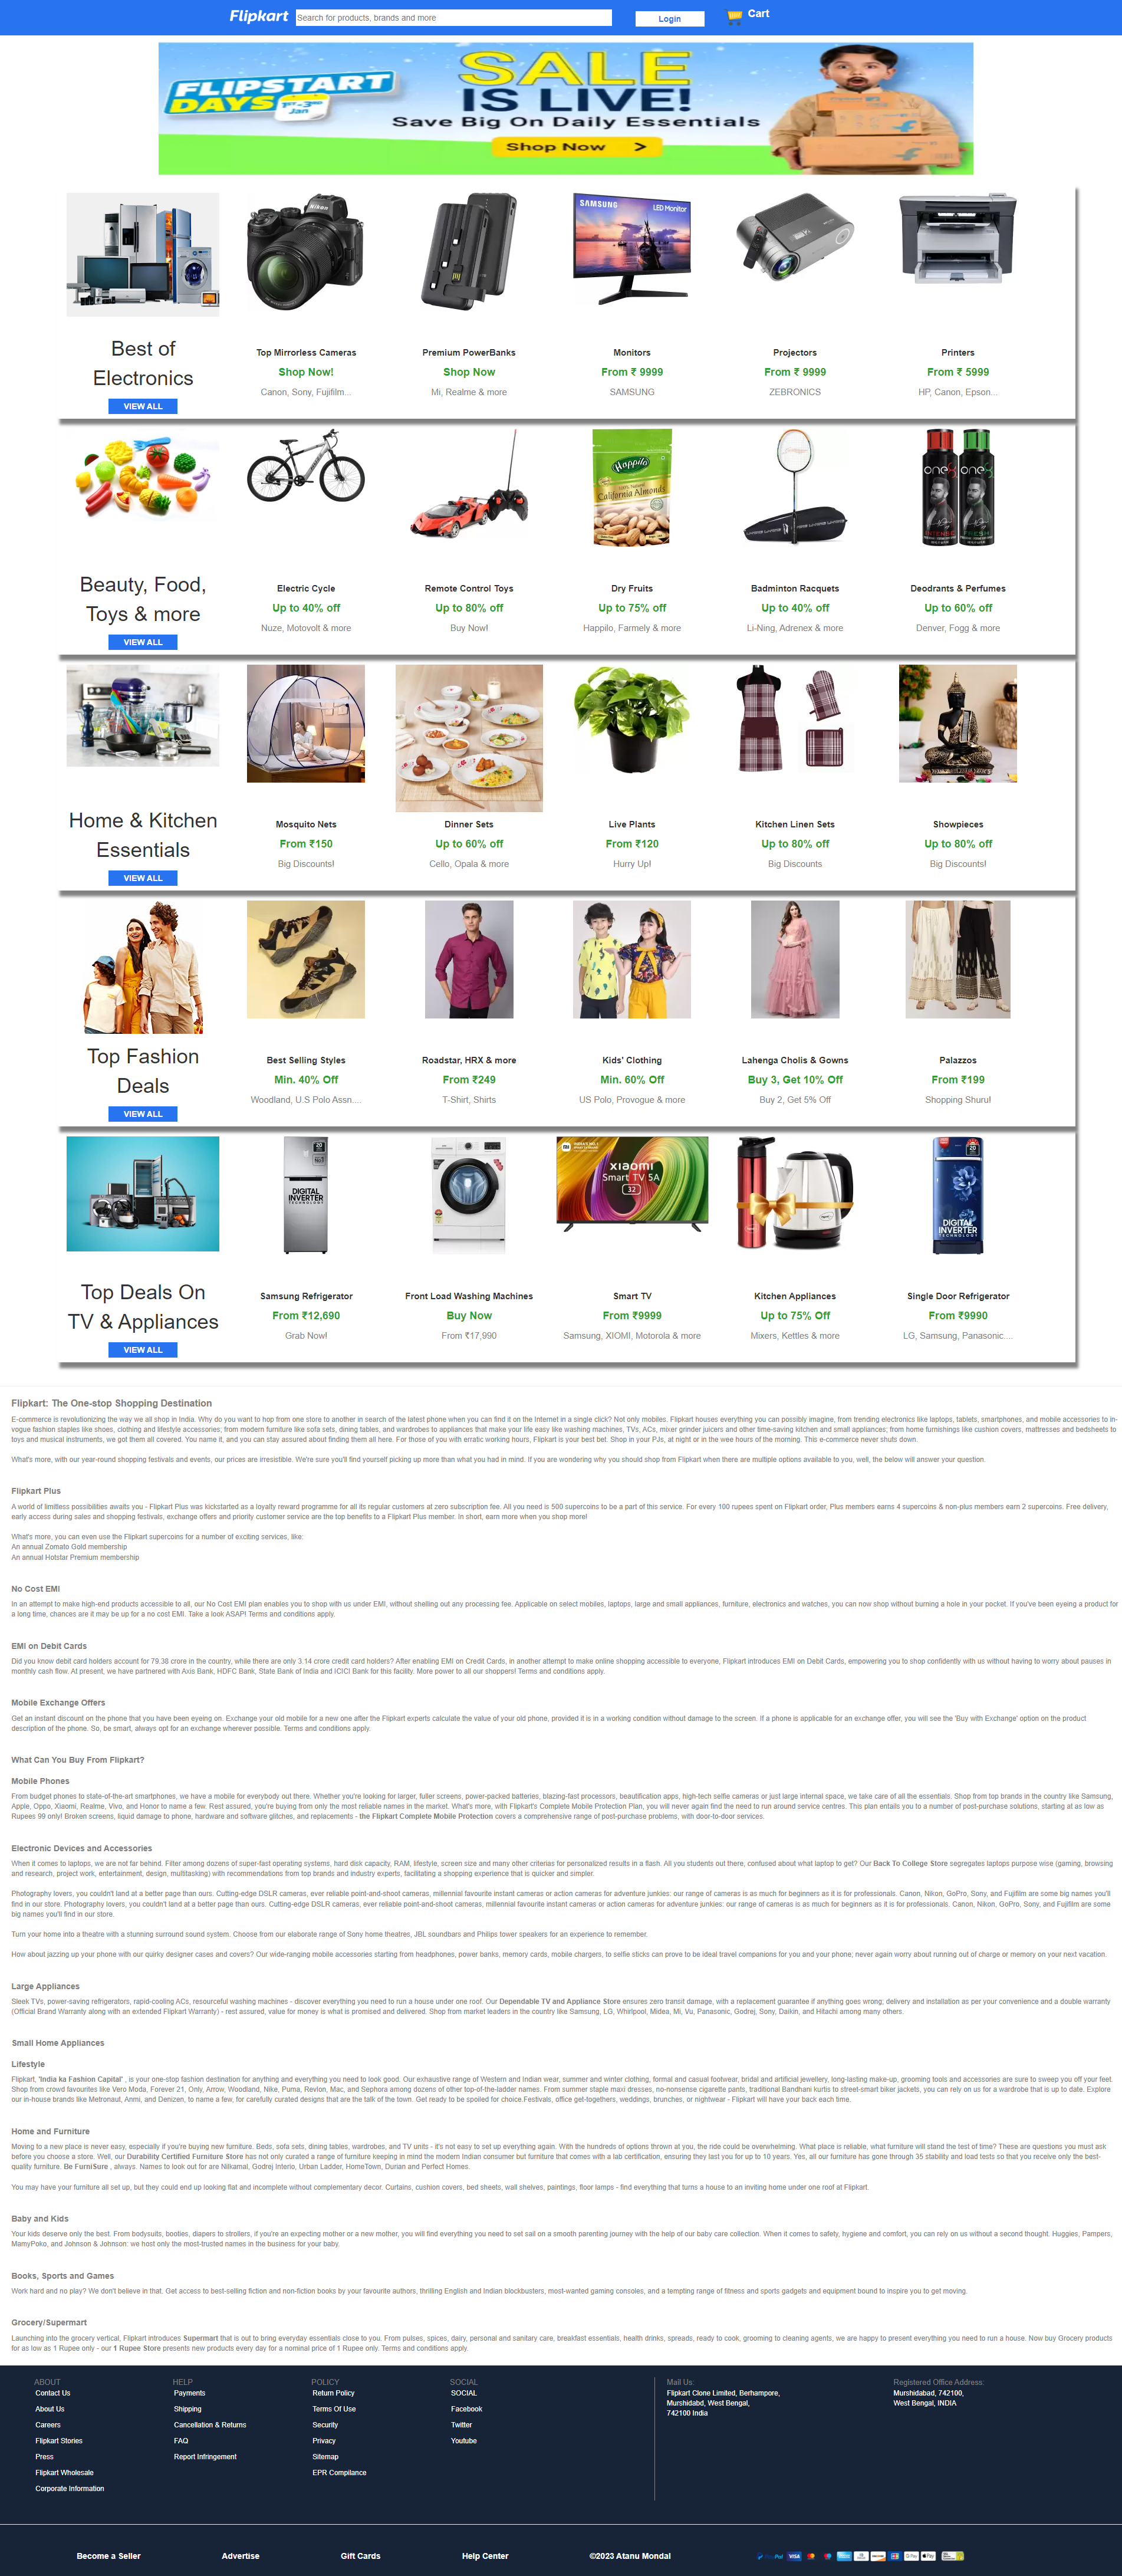 Flipkart
Search for products, brands and more
Login
Cart
FLIPSTART
DAYS
1st-3rd
Jan
SALE
IS LIVE!
Save Big On Daily Essentials
Shop Now >
Nikon
SAMSUNG
LED Monitor
Best of
Electronics
VIEW ALL
Top Mirrorless Cameras
Shop Now!
Canon, Sony, Fujifilm...
Premium PowerBanks
Shop Now
Mi, Realme & more
Monitors
From ₹ 9999
SAMSUNG
Projectors
From ₹ 9999
ZEBRONICS
Printers
From ₹ 5999
HP, Canon, Epson...
Happilo
California Almonds
one8
INTENSE
one8
FRESH
Beauty, Food,
Toys & more
VIEW ALL
Electric Cycle
Up to 40% off
Nuze, Motovolt & more
Remote Control Toys
Up to 80% off
Buy Now!
Dry Fruits
Up to 75% off
Happilo, Farmely & more
Badminton Racquets
Up to 40% off
Li-Ning, Adrenex & more
Deodrants & Perfumes
Up to 60% off
Denver, Fogg & more
Home & Kitchen
Essentials
VIEW ALL
Mosquito Nets
From ₹150
Big Discounts!
Dinner Sets
Up to 60% off
Cello, Opala & more
Live Plants
From ₹120
Hurry Up!
Kitchen Linen Sets
Up to 80% off
Big Discounts
Showpieces
Up to 80% off
Big Discounts!
Top Fashion
Deals
VIEW ALL
Best Selling Styles
Min. 40% Off
Woodland, U.S Polo Assn....
Roadstar, HRX & more
From ₹249
T-Shirt, Shirts
Kids' Clothing
Min. 60% Off
US Polo, Provogue & more
Lahenga Cholis & Gowns
Buy 3, Get 10% Off
Buy 2, Get 5% Off
Palazzos
From ₹199
Shopping Shuru!
DIGITAL
INVERTER
TECHNOLOGY
xiaomi
Smart TV 5A
32
DIGITAL
INVERTER
TECHNOLOGY
Top Deals On
TV & Appliances
VIEW ALL
Samsung Refrigerator
From ₹12,690
Grab Now!
Front Load Washing Machines
Buy Now
From ₹17,990
Smart TV
From ₹9999
Samsung, XIOMI, Motorola & more
Kitchen Appliances
Up to 75% Off
Mixers, Kettles & more
Single Door Refrigerator
From ₹9990
LG, Samsung, Panasonic....
Flipkart: The One-stop Shopping Destination
E-commerce is revolutionizing the way we all shop in India. Why do you want to hop from one store to another in search of the latest phone when you can find it on the Internet in a single click? Not only mobiles. Flipkart houses everything you can possibly imagine, from trending electronics like laptops, tablets, smartphones, and mobile accessories to in-
vogue fashion staples like shoes, clothing and lifestyle accessories; from modern furniture like sofa sets, dining tables, and wardrobes to appliances that make your life easy like washing machines, TVs, ACs, mixer grinder juicers and other time-saving kitchen and small appliances; from home furnishings like cushion covers, mattresses and bedsheets to
toys and musical instruments, we got them all covered. You name it, and you can stay assured about finding them all here. For those of you with erratic working hours, Flipkart is your best bet. Shop in your PJs, at night or in the wee hours of the morning. This e-commerce never shuts down.
What's more, with our year-round shopping festivals and events, our prices are irresistible. We're sure you'll find yourself picking up more than what you had in mind. If you are wondering why you should shop from Flipkart when there are multiple options available to you, well, the below will answer your question.
Flipkart Plus
A world of limitless possibilities awaits you - Flipkart Plus was kickstarted as a loyalty reward programme for all its regular customers at zero subscription fee. All you need is 500 supercoins to be a part of this service. For every 100 rupees spent on Flipkart order, Plus members earns 4 supercoins & non-plus members earn 2 supercoins. Free delivery,
early access during sales and shopping festivals, exchange offers and priority customer service are the top benefits to a Flipkart Plus member. In short, earn more when you shop more!
What's more, you can even use the Flipkart supercoins for a number of exciting services, like:
An annual Zomato Gold membership
An annual Hotstar Premium membership
No Cost EMI
In an attempt to make high-end products accessible to all, our No Cost EMI plan enables you to shop with us under EMI, without shelling out any processing fee. Applicable on select mobiles, laptops, large and small appliances, furniture, electronics and watches, you can now shop without burning a hole in your pocket. If you've been eyeing a product for
a long time, chances are it may be up for a no cost EMI. Take a look ASAP! Terms and conditions apply.
EMI on Debit Cards
Did you know debit card holders account for 79.38 crore in the country, while there are only 3.14 crore credit card holders? After enabling EMI on Credit Cards, in another attempt to make online shopping accessible to everyone, Flipkart introduces EMI on Debit Cards, empowering you to shop confidently with us without having to worry about pauses in
monthly cash flow. At present, we have partnered with Axis Bank, HDFC Bank, State Bank of India and ICICI Bank for this facility. More power to all our shoppers! Terms and conditions apply.
Mobile Exchange Offers
Get an instant discount on the phone that you have been eyeing on. Exchange your old mobile for a new one after the Flipkart experts calculate the value of your old phone, provided it is in a working condition without damage to the screen. If a phone is applicable for an exchange offer, you will see the 'Buy with Exchange' option on the product
description of the phone. So, be smart, always opt for an exchange wherever possible. Terms and conditions apply.
What Can You Buy From Flipkart?
Mobile Phones
From budget phones to state-of-the-art smartphones, we have a mobile for everybody out there. Whether you're looking for larger, fuller screens, power-packed batteries, blazing-fast processors, beautification apps, high-tech selfie cameras or just large internal space, we take care of all the essentials. Shop from top brands in the country like Samsung,
Apple, Oppo, Xiaomi, Realme, Vivo, and Honor to name a few. Rest assured, you're buying from only the most reliable names in the market. What's more, with Flipkart's Complete Mobile Protection Plan, you will never again find the need to run around service centres. This plan entails you to a number of post-purchase solutions, starting at as low as
Rupees 99 only! Broken screens, liquid damage to phone, hardware and software glitches, and replacements - the Flipkart Complete Mobile Protection covers a comprehensive range of post-purchase problems, with door-to-door services.
Electronic Devices and Accessories
When it comes to laptops, we are not far behind. Filter among dozens of super-fast operating systems, hard disk capacity, RAM, lifestyle, screen size and many other criterias for personalized results in a flash. All you students out there, confused about what laptop to get? Our Back To College Store segregates laptops purpose wise (gaming, browsing
and research, project work, entertainment, design, multitasking) with recommendations from top brands and industry experts, facilitating a shopping experience that is quicker and simpler.
Photography lovers, you couldn't land at a better page than ours. Cutting-edge DSLR cameras, ever reliable point-and-shoot cameras, millennial favourite instant cameras or action cameras for adventure junkies: our range of cameras is as much for beginners as it is for professionals. Canon, Nikon, GoPro, Sony, and Fujifilm are some big names you'll
find in our store. Photography lovers, you couldn't land at a better page than ours. Cutting-edge DSLR cameras, ever reliable point-and-shoot cameras, millennial favourite instant cameras or action cameras for adventure junkies: our range of cameras is as much for beginners as it is for professionals. Canon, Nikon, GoPro, Sony, and Fujifilm are some
big names you'll find in our store.
Turn your home into a theatre with a stunning surround sound system. Choose from our elaborate range of Sony home theatres, JBL soundbars and Philips tower speakers for an experience to remember.
How about jazzing up your phone with our quirky designer cases and covers? Our wide-ranging mobile accessories starting from headphones, power banks, memory cards, mobile chargers, to selfie sticks can prove to be ideal travel companions for you and your phone; never again worry about running out of charge or memory on your next vacation.
Large Appliances
Sleek TVs, power-saving refrigerators, rapid-cooling ACs, resourceful washing machines - discover everything you need to run a house under one roof. Our Dependable TV and Appliance Store ensures zero transit damage, with a replacement guarantee if anything goes wrong; delivery and installation as per your convenience and a double warranty
(Official Brand Warranty along with an extended Flipkart Warranty) - rest assured, value for money is what is promised and delivered. Shop from market leaders in the country like Samsung, LG, Whirlpool, Midea, Mi, Vu, Panasonic, Godrej, Sony, Daikin, and Hitachi among many others.
Small Home Appliances
Lifestyle
Flipkart, 'India ka Fashion Capital' , is your one-stop fashion destination for anything and everything you need to look good. Our exhaustive range of Western and Indian wear, summer and winter clothing, formal and casual footwear, bridal and artificial jewellery, long-lasting make-up, grooming tools and accessories are sure to sweep you off your feet.
Shop from crowd favourites like Vero Moda, Forever 21, Only, Arrow, Woodland, Nike, Puma, Revlon, Mac, and Sephora among dozens of other top-of-the-ladder names. From summer staple maxi dresses, no-nonsense cigarette pants, traditional Bandhani kurtis to street-smart biker jackets, you can rely on us for a wardrobe that is up to date. Explore
our in-house brands like Metronaut, Anmi, and Denizen, to name a few, for carefully curated designs that are the talk of the town. Get ready to be spoiled for choice.Festivals, office get-togethers, weddings, brunches, or nightwear - Flipkart will have your back each time.
Home and Furniture
Moving to a new place is never easy, especially if you're buying new furniture. Beds, sofa sets, dining tables, wardrobes, and TV units - it's not easy to set up everything again. With the hundreds of options thrown at you, the ride could be overwhelming. What place is reliable, what furniture will stand the test of time? These are questions you must ask
before you choose a store. Well, our Durability Certified Furniture Store has not only curated a range of furniture keeping in mind the modern Indian consumer but furniture that comes with a lab certification, ensuring they last you for up to 10 years. Yes, all our furniture has gone through 35 stability and load tests so that you receive only the best-
quality furniture. Be FurniSure , always. Names to look out for are Nilkamal, Godrej Interio, Urban Ladder, HomeTown, Durian and Perfect Homes.
You may have your furniture all set up, but they could end up looking flat and incomplete without complementary decor. Curtains, cushion covers, bed sheets, wall shelves, paintings, floor lamps - find everything that turns a house to an inviting home under one roof at Flipkart.
Baby and Kids
Your kids deserve only the best. From bodysuits, booties, diapers to strollers, if you're an expecting mother or a new mother, you will find everything you need to set sail on a smooth parenting journey with the help of our baby care collection. When it comes to safety, hygiene and comfort, you can rely on us without a second thought. Huggies, Pampers,
MamyPoko, and Johnson & Johnson: we host only the most-trusted names in the business for your baby.
Books, Sports and Games
Work hard and no play? We don't believe in that. Get access to best-selling fiction and non-fiction books by your favourite authors, thrilling English and Indian blockbusters, most-wanted gaming consoles, and a tempting range of fitness and sports gadgets and equipment bound to inspire you to get moving.
Grocery/Supermart
Launching into the grocery vertical, Flipkart introduces Supermart that is out to bring everyday essentials close to you. From pulses, spices, dairy, personal and sanitary care, breakfast essentials, health drinks, spreads, ready to cook, grooming to cleaning agents, we are happy to present everything you need to run a house. Now buy Grocery products
for as low as 1 Rupee only - our 1 Rupee Store presents new products every day for a nominal price of 1 Rupee only. Terms and conditions apply.
ABOUT
Contact Us
About Us
Careers
Flipkart Stories
Press
Flipkart Wholesale
Corporate Information
HELP
Payments
Shipping
Cancellation & Returns
FAQ
Report Infringement
POLICY
Return Policy
Terms Of Use
Security
Privacy
Sitemap
EPR Compilance
SOCIAL
SOCIAL
Facebook
Twitter
Youtube
Mail Us:
Flipkart Clone Limited, Berhampore,
Murshidabd, West Bengal,
742100 India
Registered Office Address:
Murshidabad, 742100,
West Bengal, INDIA
Become a Seller
Advertise
Gift Cards
Help Center
©2023 Atanu Mondal
PayPal
VISA